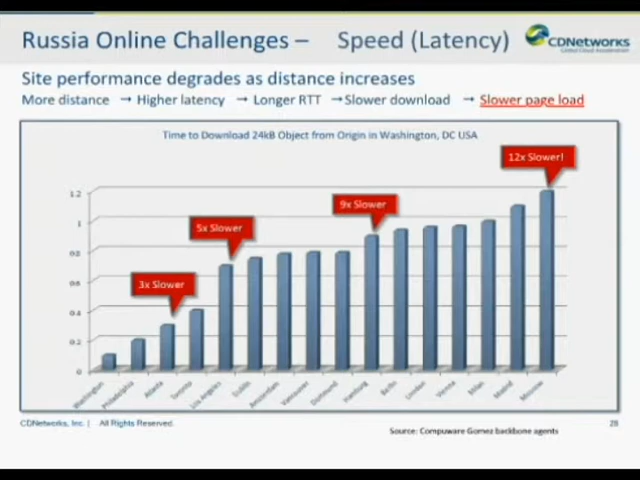 Russia Online Challenges – Speed (Latency)
CDNetworks
Global Cloud Acceleration
Site performance degrades as distance increases
More distance → Higher latency → Longer RTT → Slower download → Slower page load
Time to Download 24kB Object from Origin in Washington, DC USA
12x Slower!
9x Slower
5x Slower
3x Slower
1.2
1
0.8
0.6
0.4
0.2
0
Washington
Philadelphia
Atlanta
Toronto
Los Angeles
Dublin
Amsterdam
Vancouver
Dortmund
Hamburg
Berlin
London
Vienna
Milan
Madrid
Moscow
CDNetworks, Inc. | All Rights Reserved.
28
Source: Compuware Gomez backbone agents